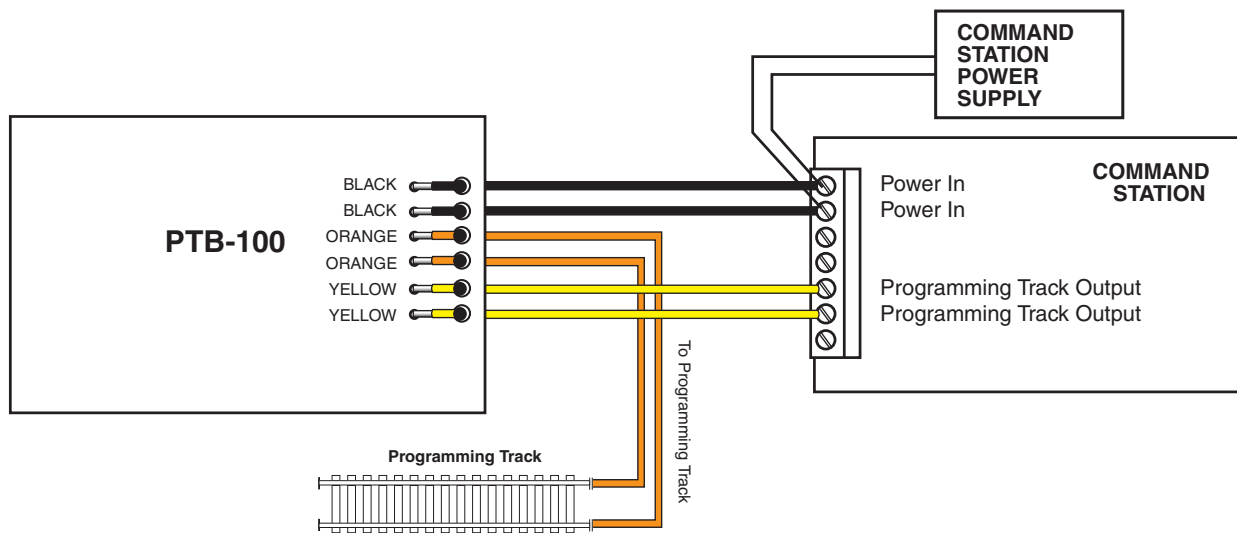 COMMAND
STATION
POWER
SUPPLY
COMMAND
STATION
PTB-100
BLACK
BLACK
ORANGE
ORANGE
YELLOW
YELLOW
Power In
Power In
Programming Track Output
Programming Track Output
To Programming Track
Programming Track